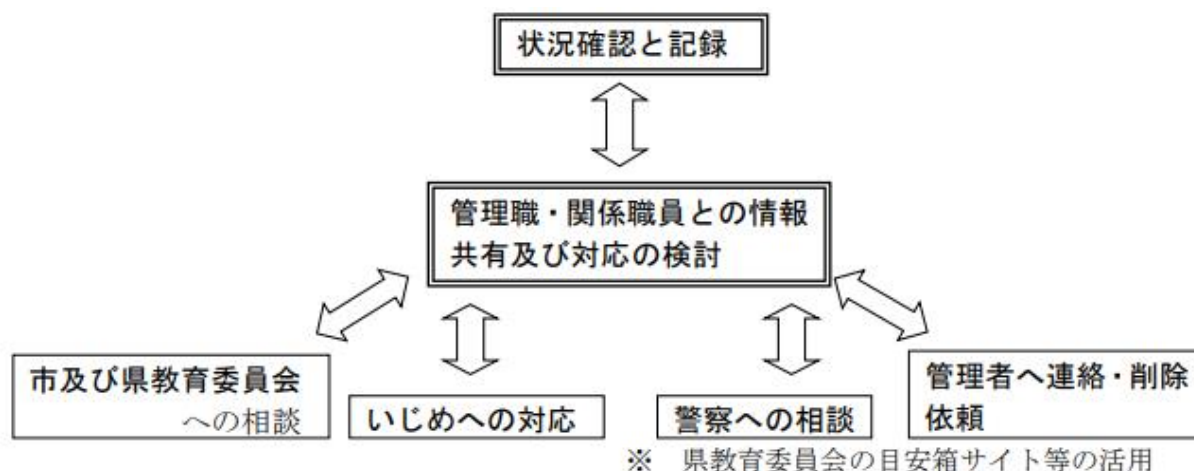 状況確認と記録
管理職・関係職員との情報
共有及び対応の検討
市及び県教育委員会
への相談
いじめへの対応
警察への相談
管理者へ連絡・削除
依頼
※　県教育委員会の目安箱サイト等の活用